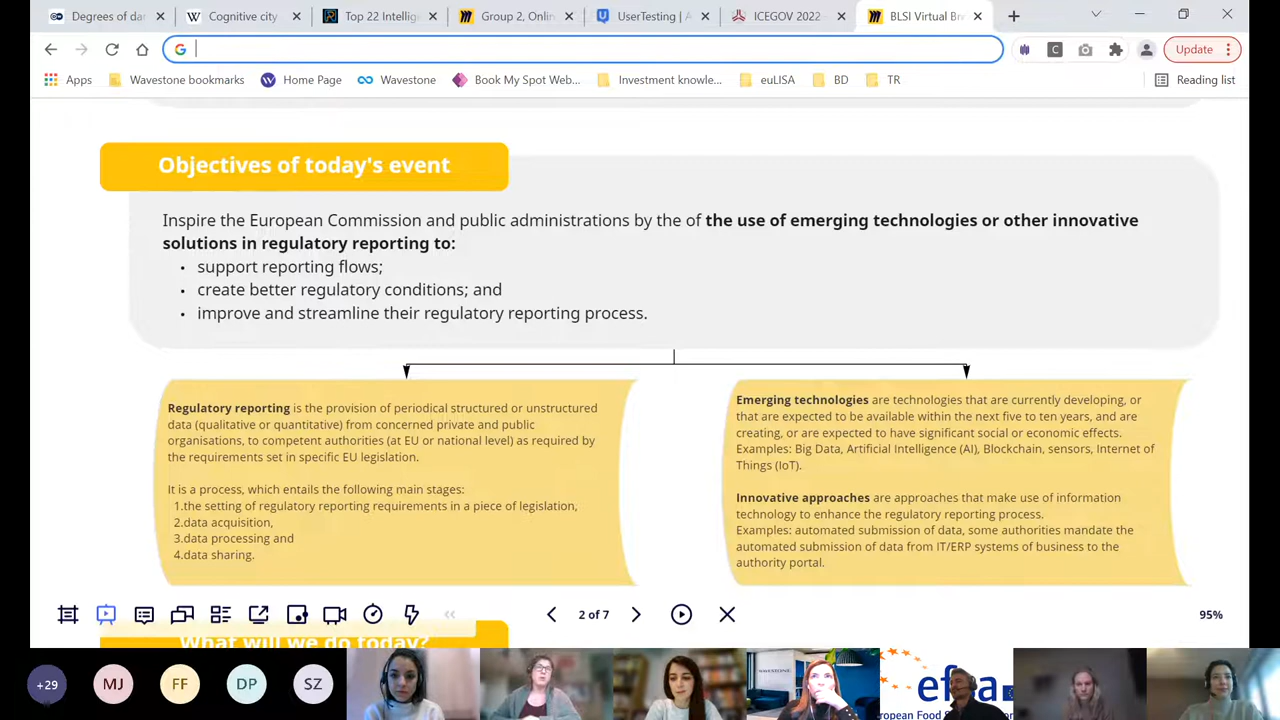 Degrees of da
Cognitive city
Top 22 Intellig
Group 2, Onlin
UserTesting | A
ICEGOV 2022 -
BLSI Virtual Br
Update
Apps
Wavestone bookmarks
Home Page
Wavestone
Book My Spot Web...
Investment knowle...
euLISA
BD
TR
Reading list
Objectives of today's event
Inspire the European Commission and public administrations by the of the use of emerging technologies or other innovative
solutions in regulatory reporting to:
• support reporting flows;
• create better regulatory conditions; and
• improve and streamline their regulatory reporting process.
Regulatory reporting is the provision of periodical structured or unstructured
data (qualitative or quantitative) from concerned private and public
organisations, to competent authorities (at EU or national level) as required by
the requirements set in specific EU legislation.
It is a process, which entails the following main stages:
1.the setting of regulatory reporting requirements in a piece of legislation,
2.data acquisition,
3.data processing and
4.data sharing.
Emerging technologies are technologies that are currently developing, or
that are expected to be available within the next five to ten years, and are
creating, or are expected to have significant social or economic effects.
Examples: Big Data, Artificial Intelligence (AI), Blockchain, sensors, Internet of
Things (IoT).
Innovative approaches are approaches that make use of information
technology to enhance the regulatory reporting process.
Examples: automated submission of data, some authorities mandate the
automated submission of data from IT/ERP systems of business to the
authority portal.
2 of 7
95%
What will we do today?
+29
MJ
FF
DP
SZ
WAVESTONE
European Food S